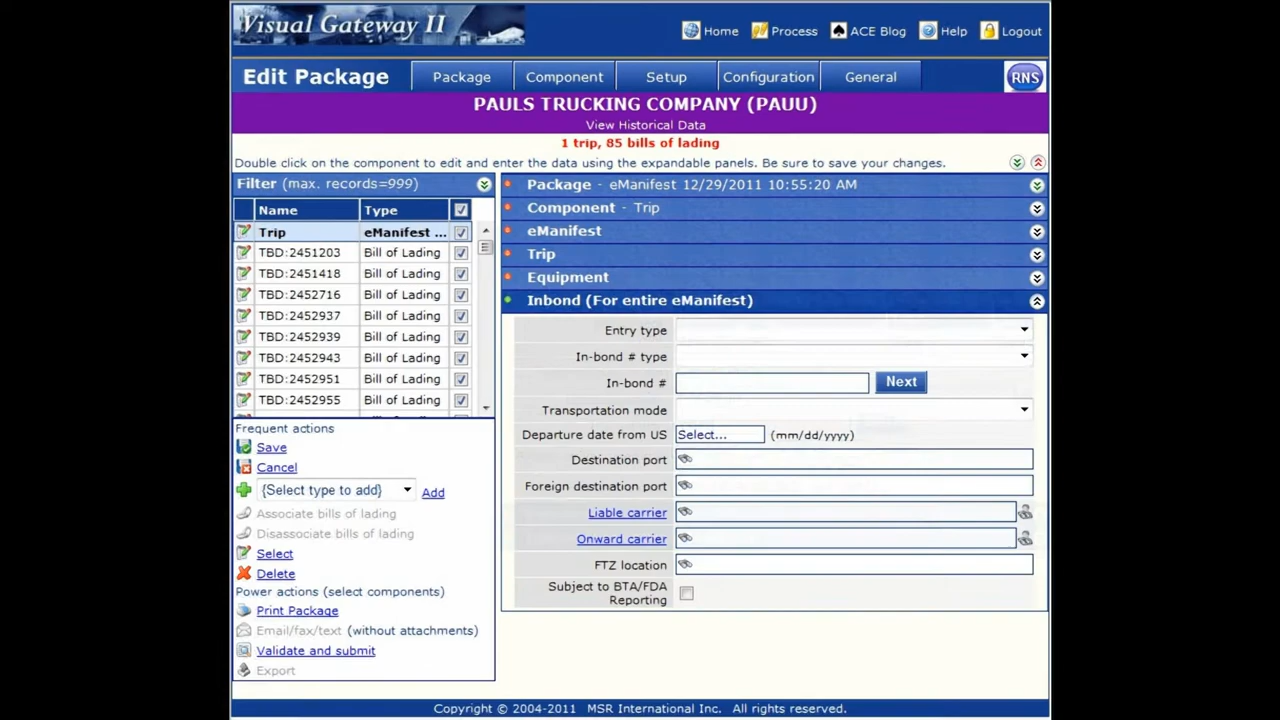 Visual Gateway II
Home Process ACE Blog Help Logout
Edit Package Package Component Setup Configuration General RNS
PAULS TRUCKING COMPANY (PAUU)
View Historical Data
1 trip, 85 bills of lading
Double click on the component to edit and enter the data using the expandable panels. Be sure to save your changes.
Filter (max. records=999)
Name Type
Trip eManifest ...
TBD:2451203 Bill of Lading
TBD:2451418 Bill of Lading
TBD:2452716 Bill of Lading
TBD:2452937 Bill of Lading
TBD:2452939 Bill of Lading
TBD:2452943 Bill of Lading
TBD:2452951 Bill of Lading
TBD:2452955 Bill of Lading
Frequent actions
Save
Cancel
{Select type to add} Add
Associate bills of lading
Disassociate bills of lading
Select
Delete
Power actions (select components)
Print Package
Email/fax/text (without attachments)
Validate and submit
Export
Package - eManifest 12/29/2011 10:55:20 AM
Component - Trip
eManifest
Trip
Equipment
Inbond (For entire eManifest)
Entry type
In-bond # type
In-bond # Next
Transportation mode
Departure date from US Select... (mm/dd/yyyy)
Destination port
Foreign destination port
Liable carrier
Onward carrier
FTZ location
Subject to BTA/FDA
Reporting
Copyright © 2004-2011 MSR International Inc. All rights reserved.